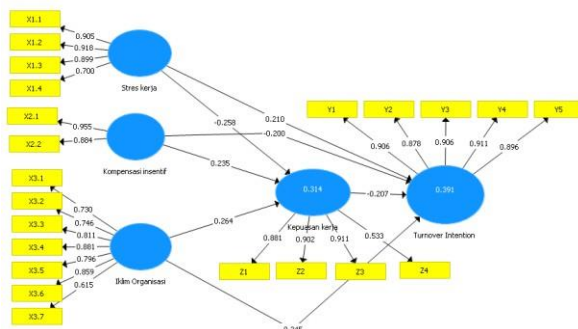 X1.1
0.905
X1.2
0.918
X1.3
0.899
X1.4
0.700
Stres kerja
X2.1
0.955
X2.2
0.884
Kompensasi insentif
X3.1
0.730
X3.2
0.746
X3.3
0.811
X3.4
0.881
X3.5
0.796
X3.6
0.859
X3.7
0.615
Iklim Organisasi
0.210
-0.258
-0.200
0.235
0.264
0.314
Kepuasan kerja
-0.207
0.881
0.902
0.911
0.533
Z1
Z2
Z3
Z4
Y1
Y2
Y3
Y4
Y5
0.906
0.878
0.906
0.911
0.896
0.391
Turnover Intention